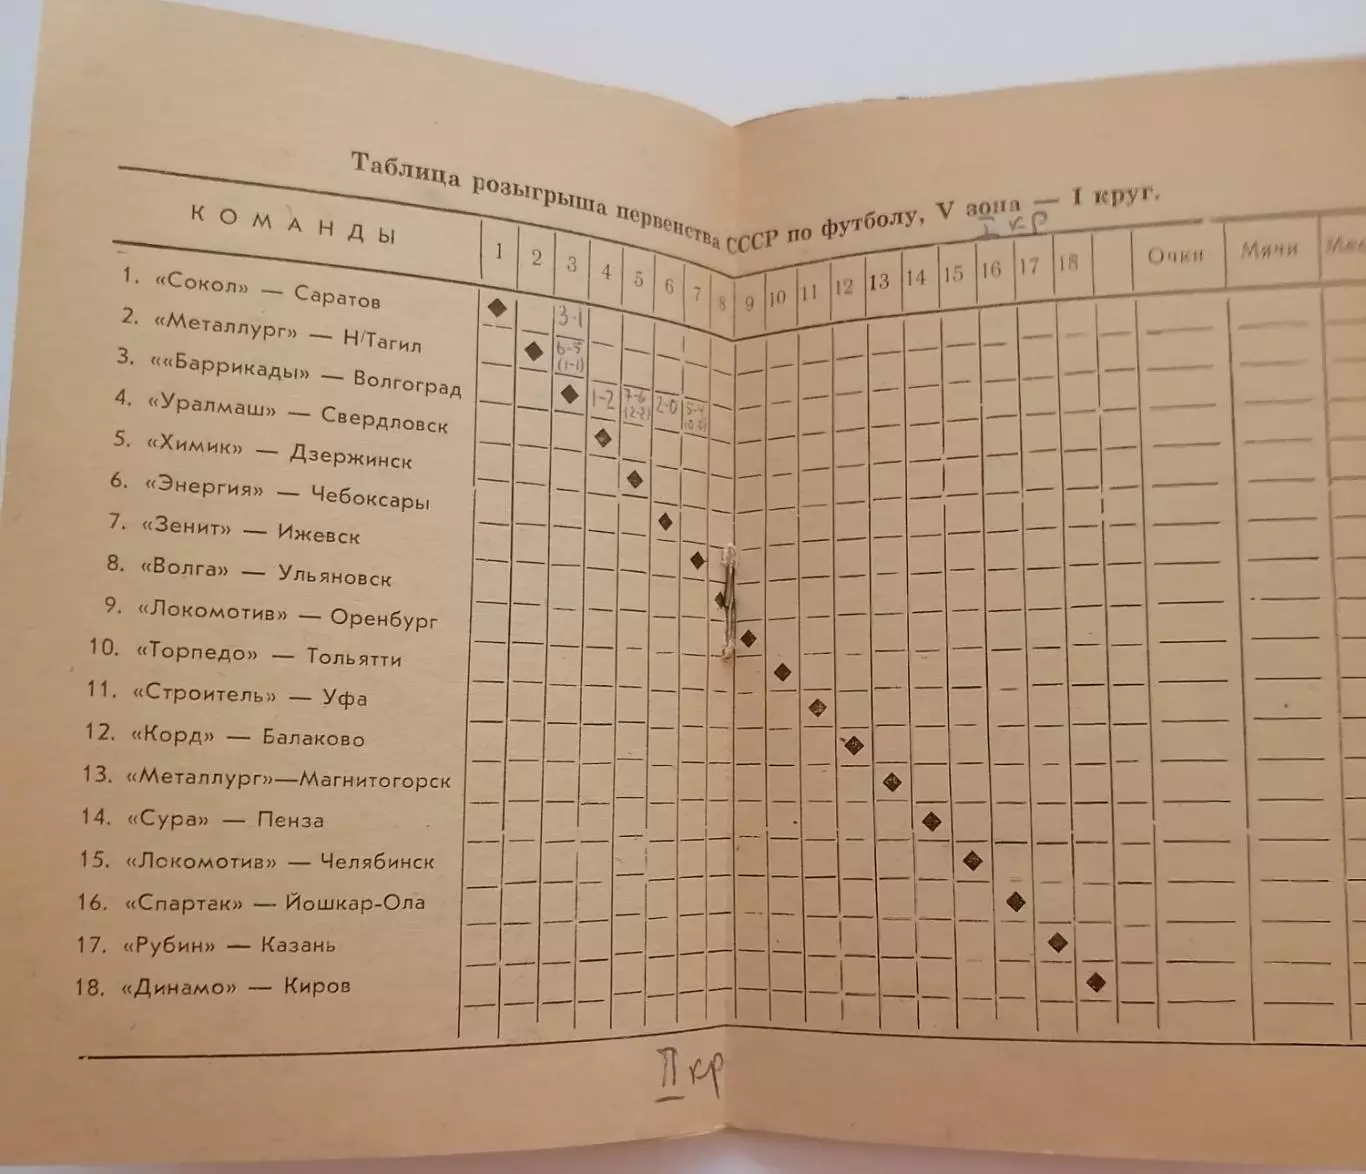 Таблица розыгрыша первенства СССР по футболу, V зона — I круг.
I кр
КОМАНДЫ 1 2 3 4 5 6 7 8 9 10 11 12 13 14 15 16 17 18 Очки Мячи
1. «Сокол» — Саратов 3-1
2. «Металлург» — Н/Тагил 6-5 (1-1)
3. ««Баррикады» — Волгоград 1-2 7-6 (2-2) 2-0 5-4 (0-0)
4. «Уралмаш» — Свердловск
5. «Химик» — Дзержинск
6. «Энергия» — Чебоксары
7. «Зенит» — Ижевск
8. «Волга» — Ульяновск
9. «Локомотив» — Оренбург
10. «Торпедо» — Тольятти
11. «Строитель» — Уфа
12. «Корд» — Балаково
13. «Металлург»—Магнитогорск
14. «Сура» — Пенза
15. «Локомотив» — Челябинск
16. «Спартак» — Йошкар-Ола
17. «Рубин» — Казань
18. «Динамо» — Киров
II кр